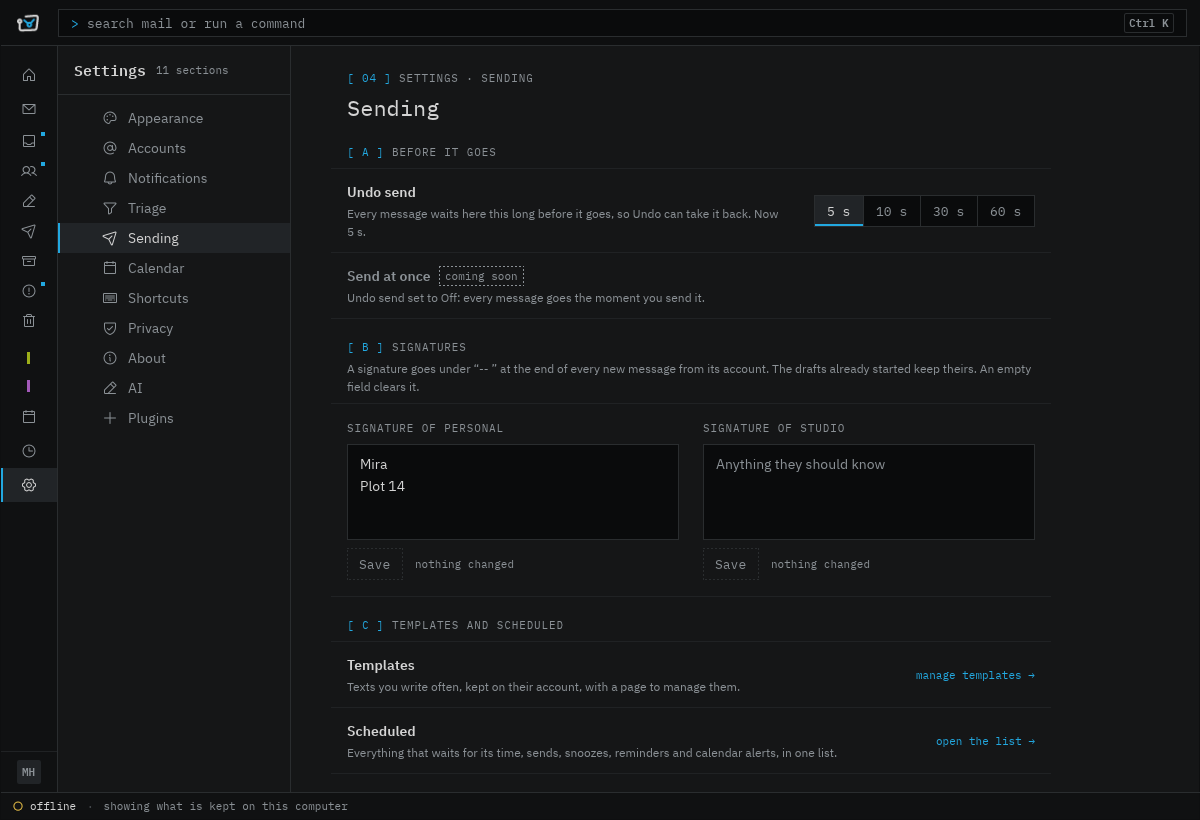 > search mail or run a command
Ctrl K
Settings 11 sections
Appearance
Accounts
Notifications
Triage
Sending
Calendar
Shortcuts
Privacy
About
AI
Plugins
MH
[ 04 ] SETTINGS · SENDING
Sending
[ A ] BEFORE IT GOES
Undo send
Every message waits here this long before it goes, so Undo can take it back. Now
5 s.
5 s 10 s 30 s 60 s
Send at once coming soon
Undo send set to Off: every message goes the moment you send it.
[ B ] SIGNATURES
A signature goes under “-- ” at the end of every new message from its account. The drafts already started keep theirs. An empty
field clears it.
SIGNATURE OF PERSONAL
Mira
Plot 14
Save nothing changed
SIGNATURE OF STUDIO
Anything they should know
Save nothing changed
[ C ] TEMPLATES AND SCHEDULED
Templates
Texts you write often, kept on their account, with a page to manage them.
manage templates →
Scheduled
Everything that waits for its time, sends, snoozes, reminders and calendar alerts, in one list.
open the list →
offline · showing what is kept on this computer